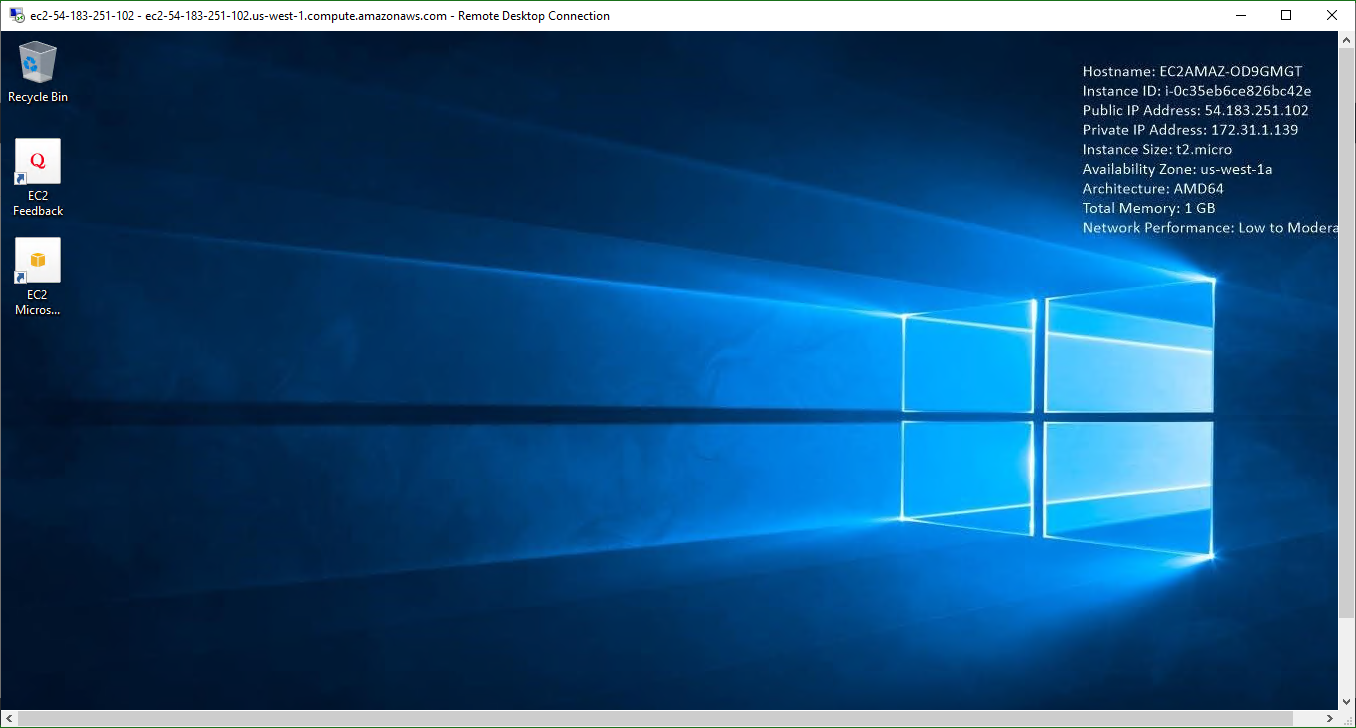 ec2-54-183-251-102 - ec2-54-183-251-102.us-west-1.compute.amazonaws.com - Remote Desktop Connection
Recycle Bin
Q
EC2
Feedback
EC2
Micros...
Hostname: EC2AMAZ-OD9GMGT
Instance ID: i-0c35eb6ce826bc42e
Public IP Address: 54.183.251.102
Private IP Address: 172.31.1.139
Instance Size: t2.micro
Availability Zone: us-west-1a
Architecture: AMD64
Total Memory: 1 GB
Network Performance: Low to Modera